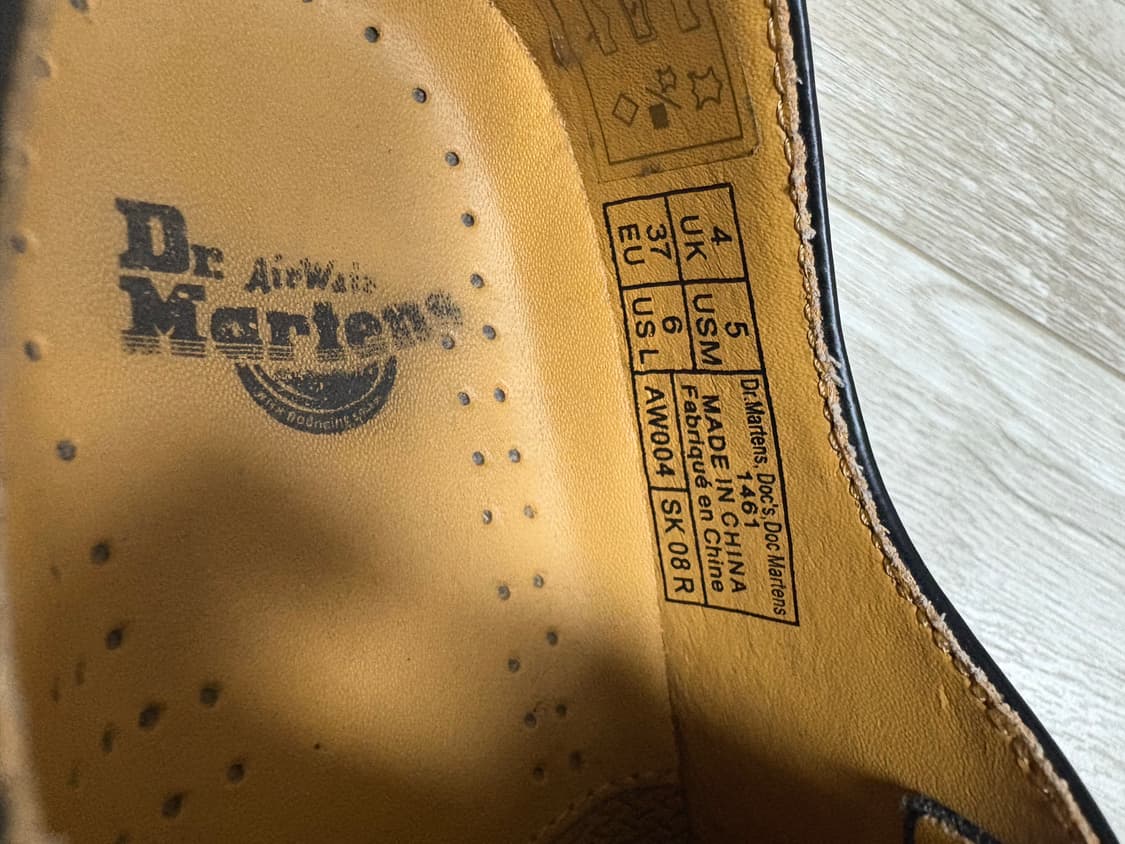 Dr.
AirWair
Martens
4
UK
5
USM
37
EU
6
US L
Dr.Martens, Doc's, Doc Martens
1461
MADE IN CHINA
Fabriqué en Chine
AW004
SK 08 R